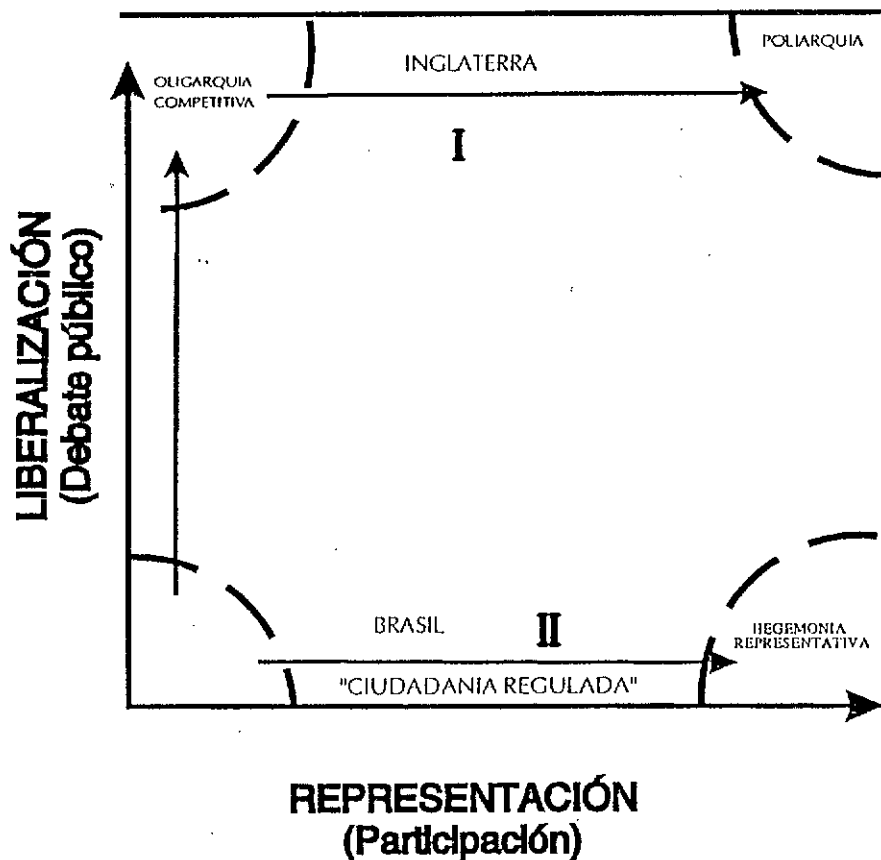 INGLATERRA
POLIARQUIA
OLIGARQUIA
COMPETITIVA
I
LIBERALIZACIÓN
(Debate público)
BRASIL
II
HEGEMONIA
REPRESENTATIVA
"CIUDADANIA REGULADA"
REPRESENTACIÓN
(Participación)